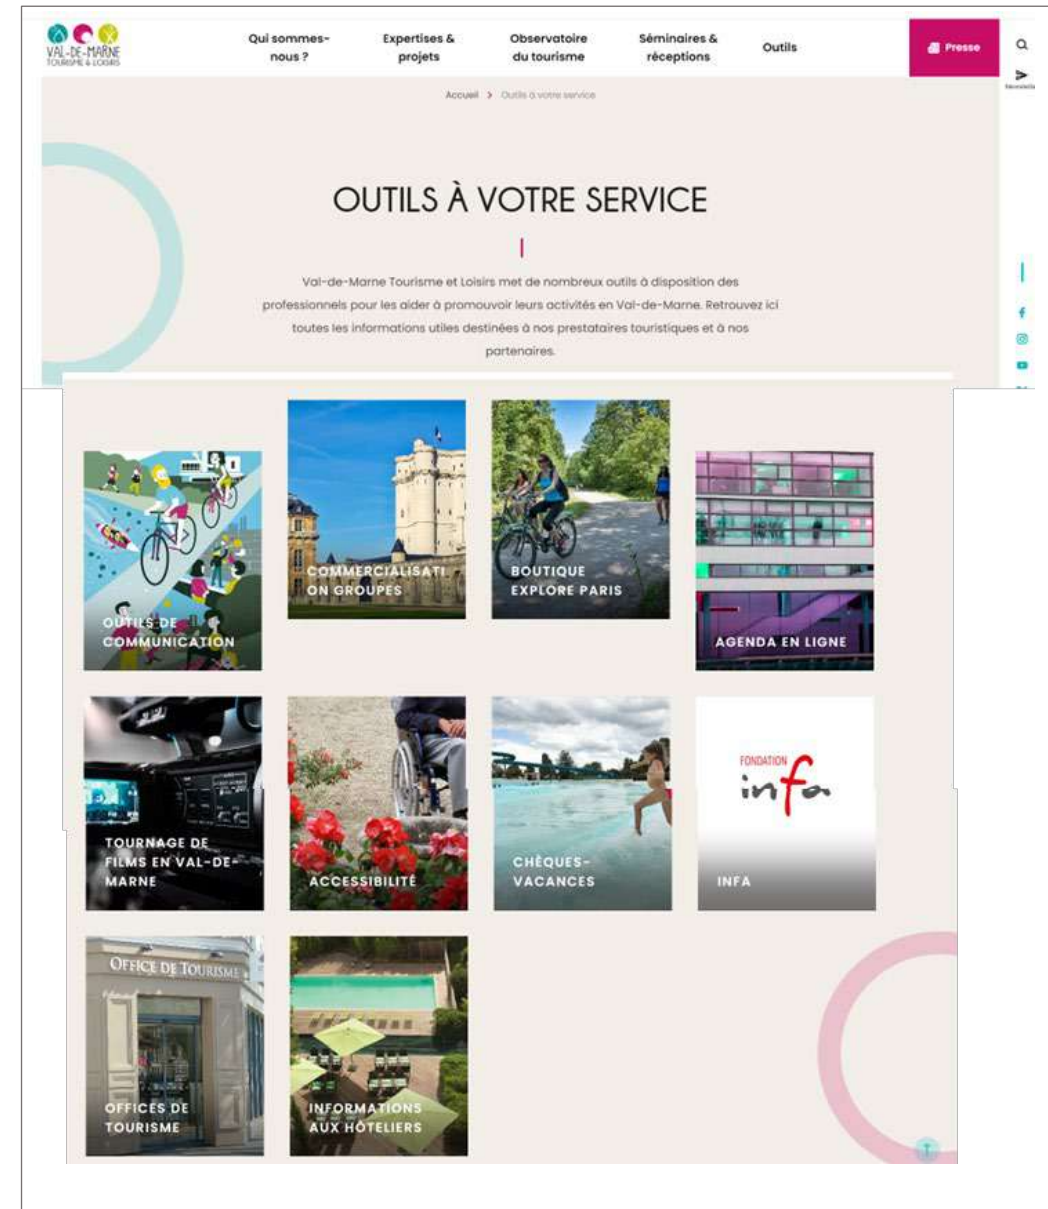 VAL-DE-MARNE
TOURISME & LOISIRS
Qui sommes-
nous ?
Expertises &
projets
Observatoire
du tourisme
Séminaires &
réceptions
Outils
Presse
Newsletter
Accueil > Outils à votre service
OUTILS À VOTRE SERVICE
Val-de-Marne Tourisme et Loisirs met de nombreux outils à disposition des
professionnels pour les aider à promouvoir leurs activités en Val-de-Marne. Retrouvez ici
toutes les informations utiles destinées à nos prestataires touristiques et à nos
partenaires.
OUTILS DE
COMMUNICATION
COMMERCIALISATI
ON GROUPES
BOUTIQUE
EXPLORE PARIS
AGENDA EN LIGNE
TOURNAGE DE
FILMS EN VAL-DE-
MARNE
ACCESSIBILITÉ
CHÈQUES-
VACANCES
FONDATION
infa
INFA
OFFICE DE TOURISME
OFFICES DE
TOURISME
INFORMATIONS
AUX HÔTELIERS